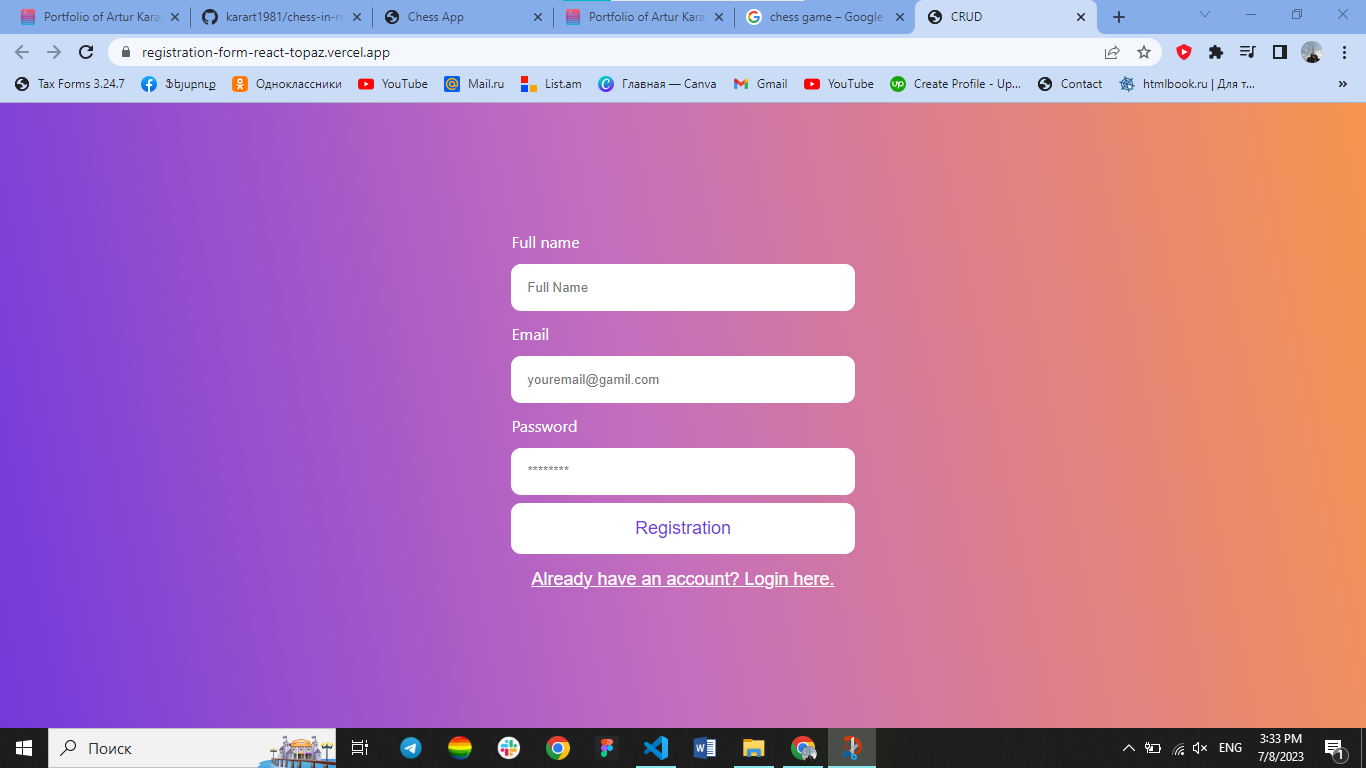 Portfolio of Artur Kara
karart1981/chess-in-re
Chess App
Portfolio of Artur Kara
chess game – Google
CRUD
registration-form-react-topaz.vercel.app
Tax Forms 3.24.7
Ֆեյսբուք
Одноклассники
YouTube
Mail.ru
List.am
Главная — Canva
Gmail
YouTube
Create Profile - Up...
Contact
htmlbook.ru | Для т...
Full name
Full Name
Email
youremail@gamil.com
Password
********
Registration
Already have an account? Login here.
Поиск
ENG
3:33 PM
7/8/2023
1